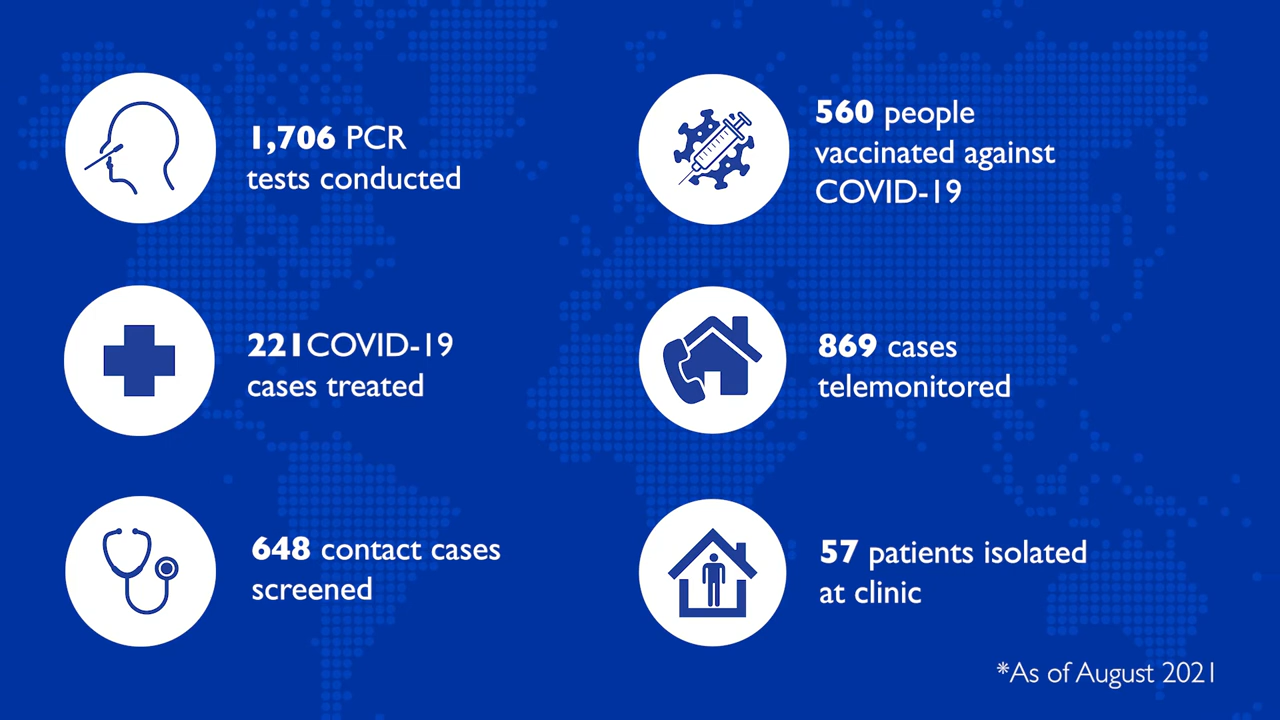 1,706 PCR
tests conducted
221COVID-19
cases treated
648 contact cases
screened
560 people
vaccinated against
COVID-19
869 cases
telemonitored
57 patients isolated
at clinic
*As of August 2021